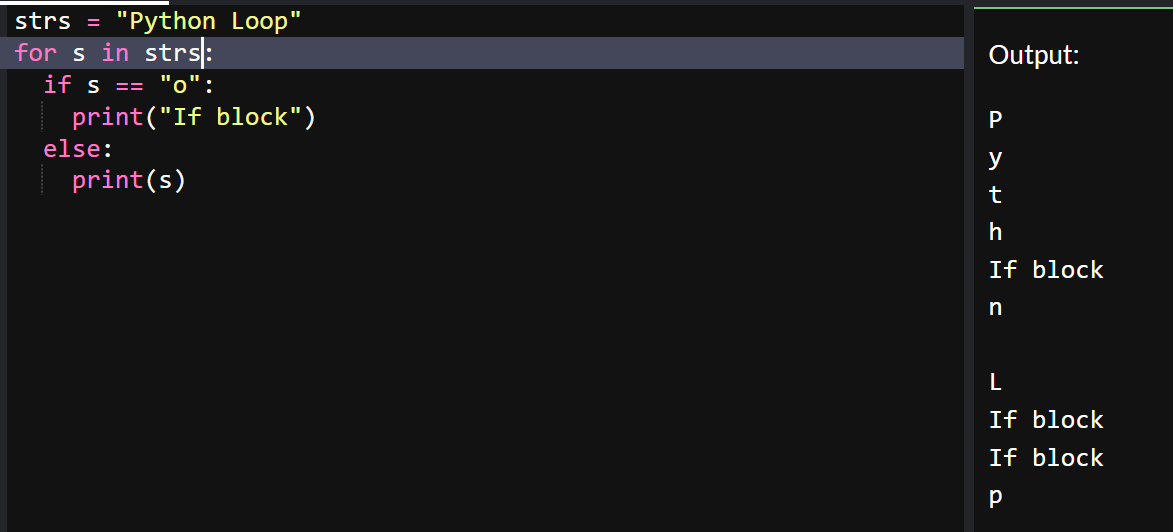 strs = "Python Loop"
for s in strs:
  if s == "o":
    print("If block")
  else:
    print(s)
Output:
P
y
t
h
If block
n

L
If block
If block
p